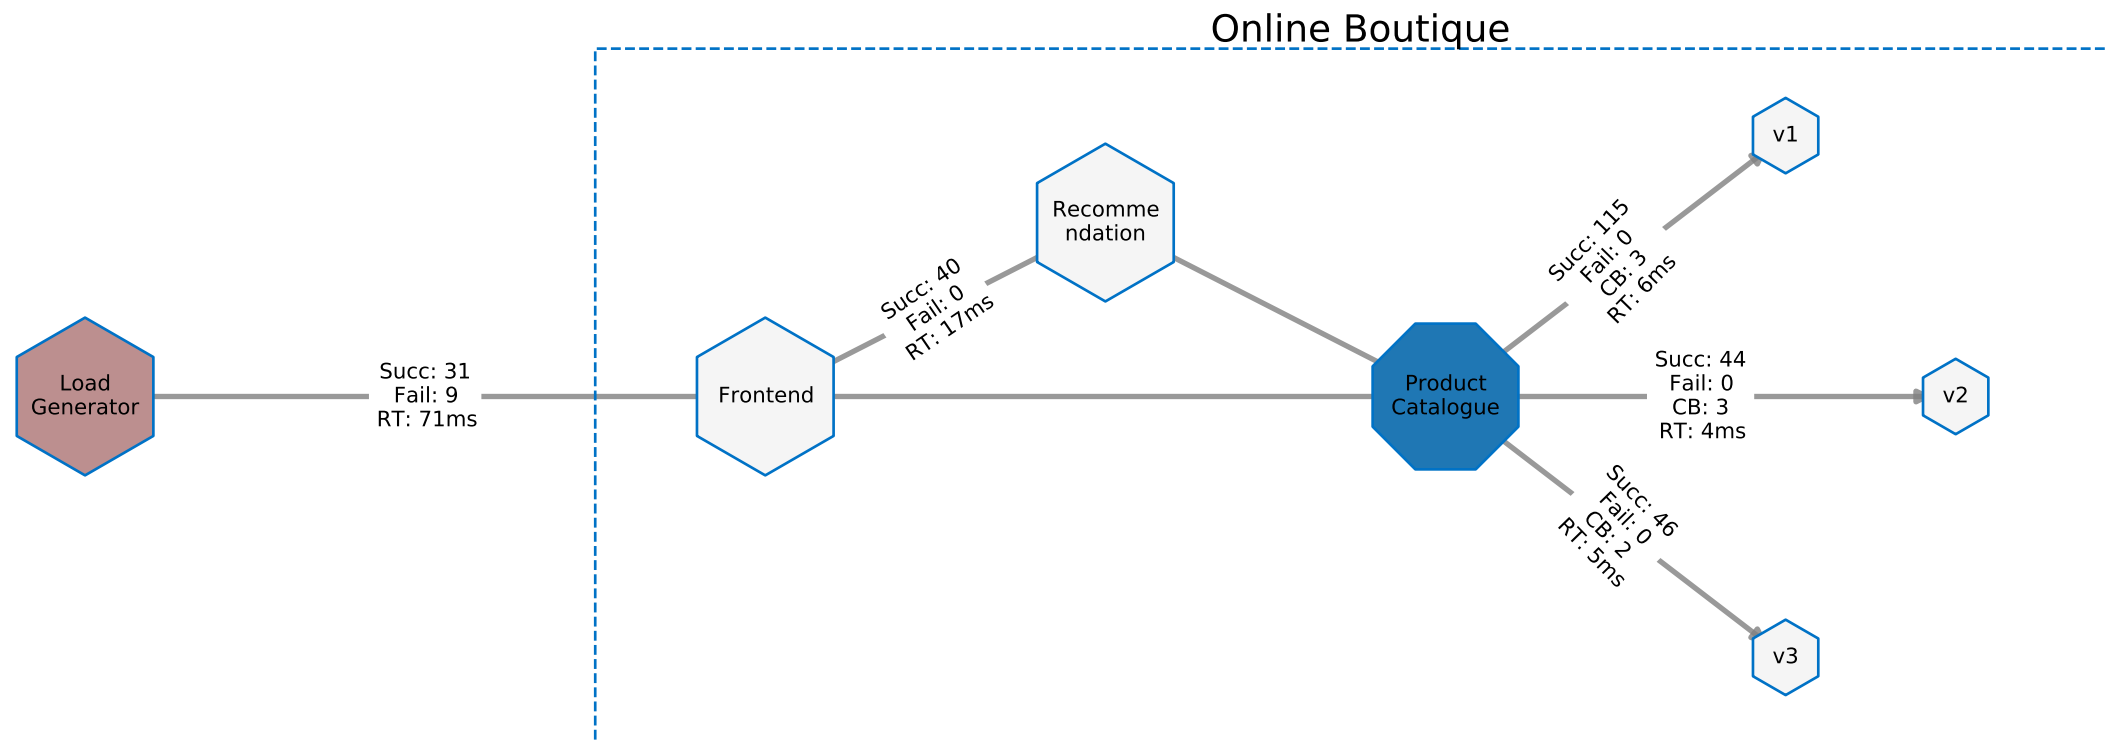 Online Boutique
Load
Generator
Succ: 31
Fail: 9
RT: 71ms
Frontend
Succ: 40
Fail: 0
RT: 17ms
Recomme
ndation
Product
Catalogue
Succ: 115
Fail: 0
CB: 3
RT: 6ms
v1
Succ: 44
Fail: 0
CB: 3
RT: 4ms
v2
Succ: 46
Fail: 0
CB: 2
RT: 5ms
v3